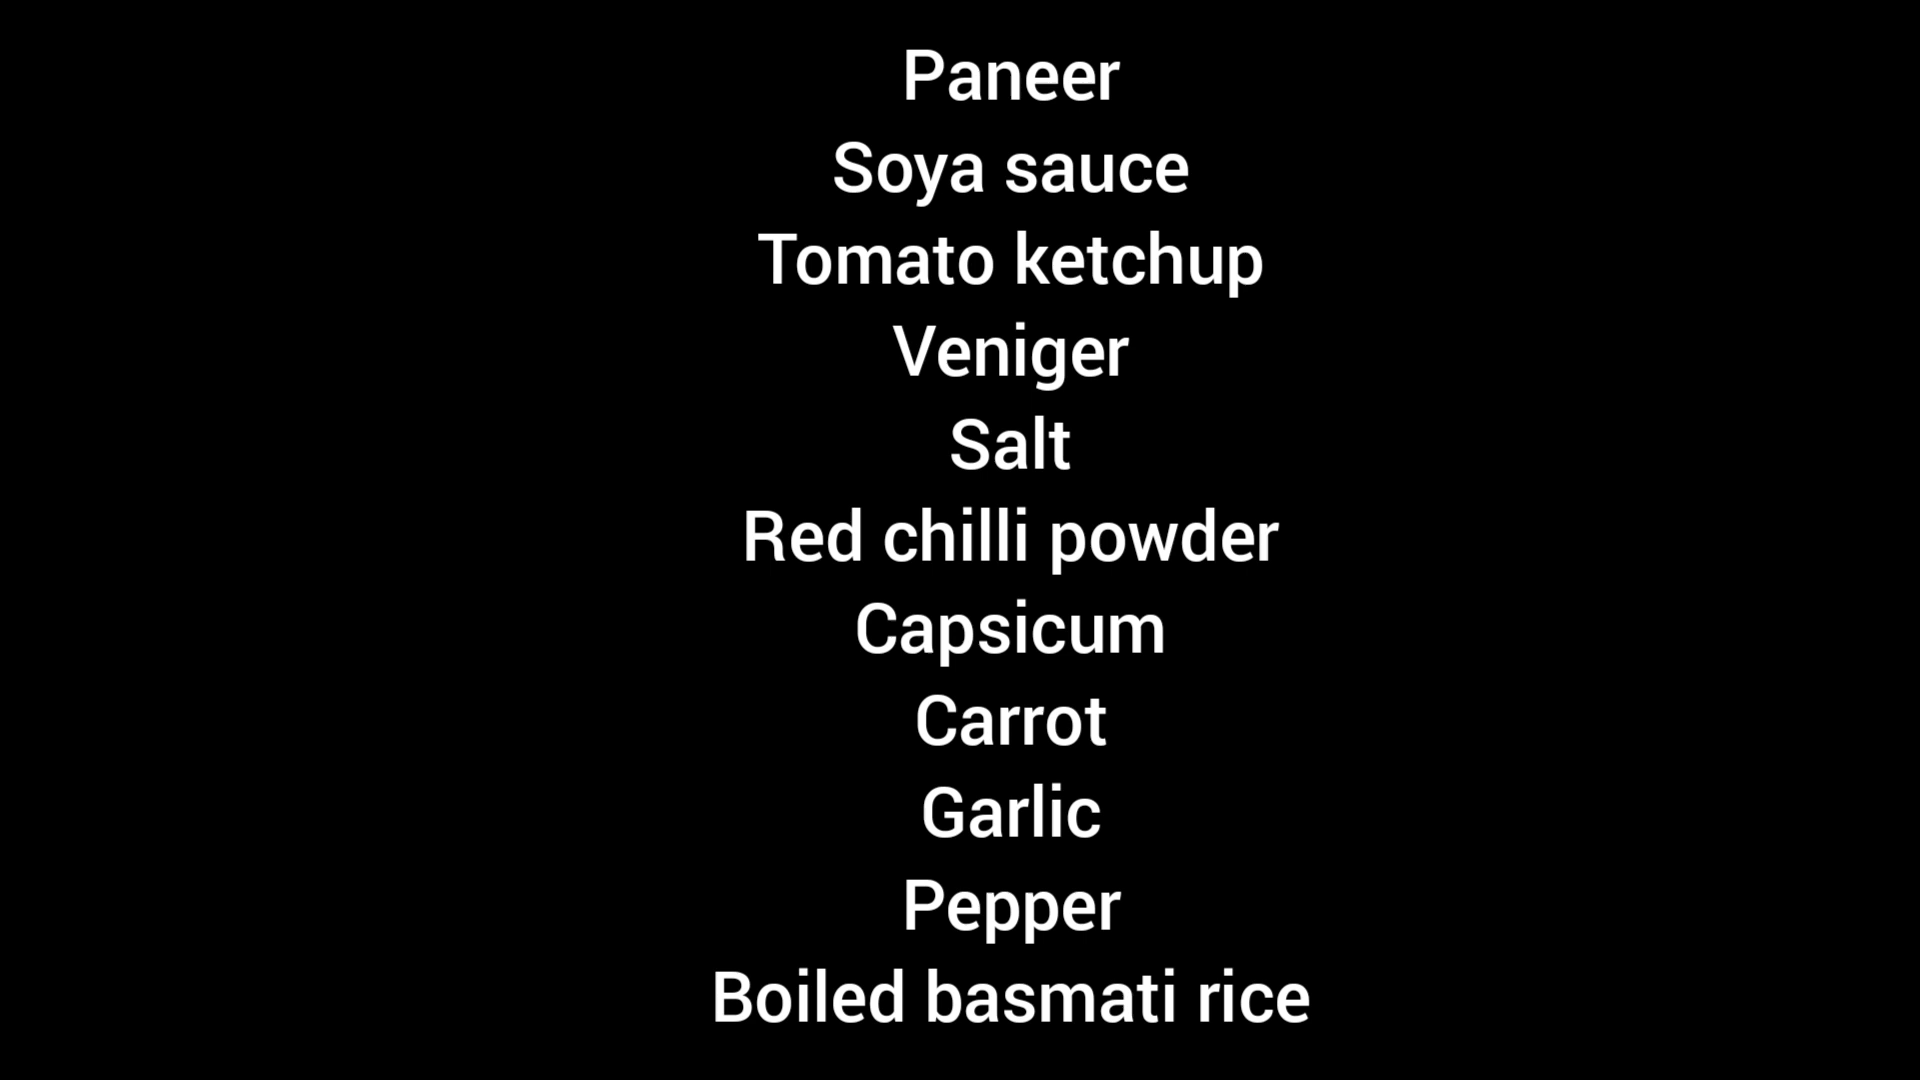 Paneer
Soya sauce
Tomato ketchup
Veniger
Salt
Red chilli powder
Capsicum
Carrot
Garlic
Pepper
Boiled basmati rice